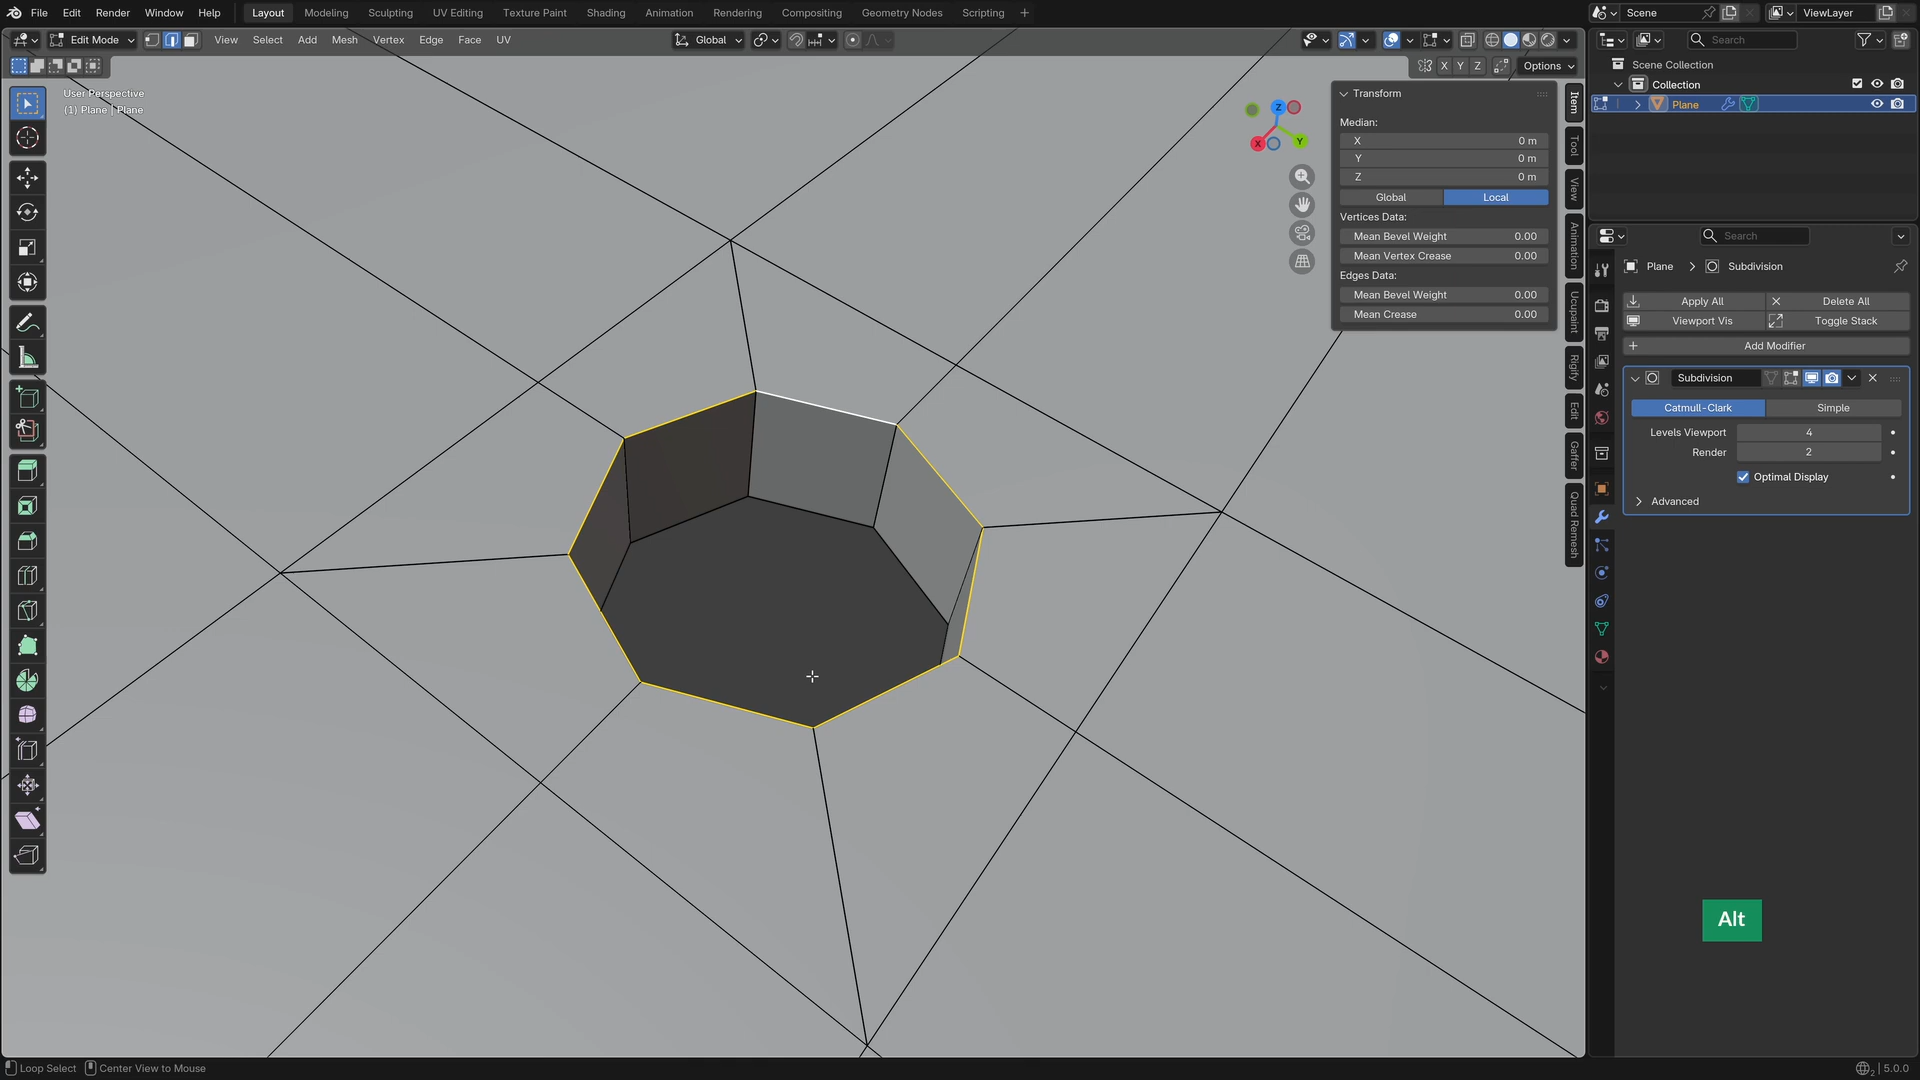 File Edit Render Window Help Layout Modeling Sculpting UV Editing Texture Paint Shading Animation Rendering Compositing Geometry Nodes Scripting + Scene ViewLayer
Edit Mode View Select Add Mesh Vertex Edge Face UV Global Search
X Y Z Options
User Perspective
(1) Plane | Plane
Scene Collection
Collection
Plane
Z
X
Y
Transform
Median:
X 0 m
Y 0 m
Z 0 m
Global Local
Vertices Data:
Mean Bevel Weight 0.00
Mean Vertex Crease 0.00
Edges Data:
Mean Bevel Weight 0.00
Mean Crease 0.00
Item
Tool
View
Animation
Ucupaint
Rigify
Edit
Gaffer
Quad Remesh
Search
Plane Subdivision
Apply All Delete All
Viewport Vis Toggle Stack
Add Modifier
Subdivision
Catmull-Clark Simple
Levels Viewport 4
Render 2
Optimal Display
Advanced
Alt
Loop Select Center View to Mouse 2 5.0.0